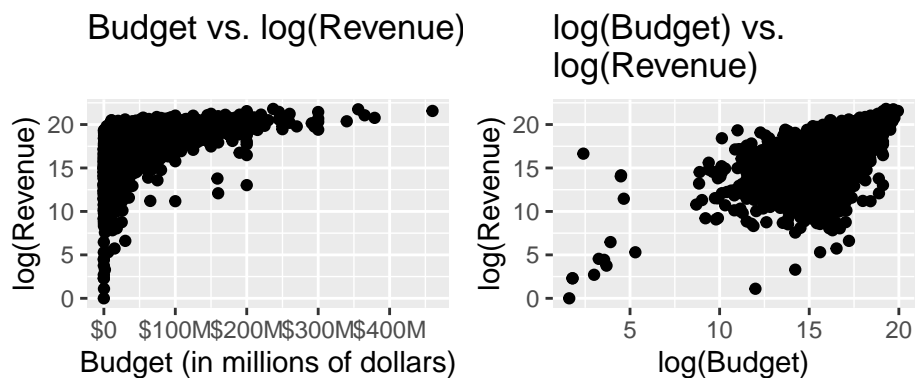 Budget vs. log(Revenue)
log(Revenue)
20
15
10
5
0
$0 $100M $200M $300M $400M
Budget (in millions of dollars)
log(Budget) vs.
log(Revenue)
log(Revenue)
20
15
10
5
0
5 10 15 20
log(Budget)